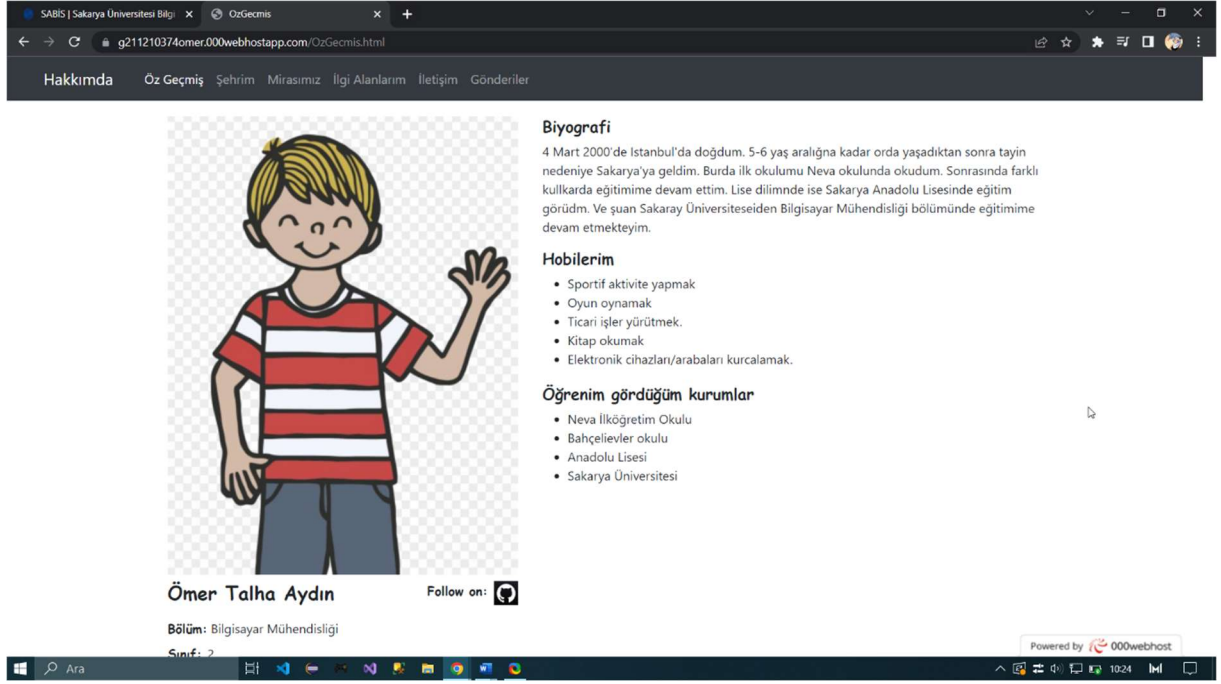 SABİS | Sakarya Üniversitesi Bilgi
OzGecmis
g211210374omer.000webhostapp.com/OzGecmis.html
Hakkımda Öz Geçmiş Şehrim Mirasımız İlgi Alanlarım İletişim Gönderiler
Biyografi
4 Mart 2000'de Istanbul'da doğdum. 5-6 yaş aralığna kadar orda yaşadıktan sonra tayin
nedeniye Sakarya'ya geldim. Burda ilk okulumu Neva okulunda okudum. Sonrasında farklı
kullkarda eğitimime devam ettim. Lise dilimnde ise Sakarya Anadolu Lisesinde eğitim
görüdm. Ve şuan Sakaray Üniversiteseiden Bilgisayar Mühendisliği bölümünde eğitimime
devam etmekteyim.
Hobilerim
Sportif aktivite yapmak
Oyun oynamak
Ticari işler yürütmek.
Kitap okumak
Elektronik cihazları/arabaları kurcalamak.
Öğrenim gördüğüm kurumlar
Neva İlköğretim Okulu
Bahçelievler okulu
Anadolu Lisesi
Sakarya Üniversitesi
Ömer Talha Aydın
Follow on:
Bölüm: Bilgisayar Mühendisliği
Sınıf: 2
Powered by 000webhost
Ara
10:24